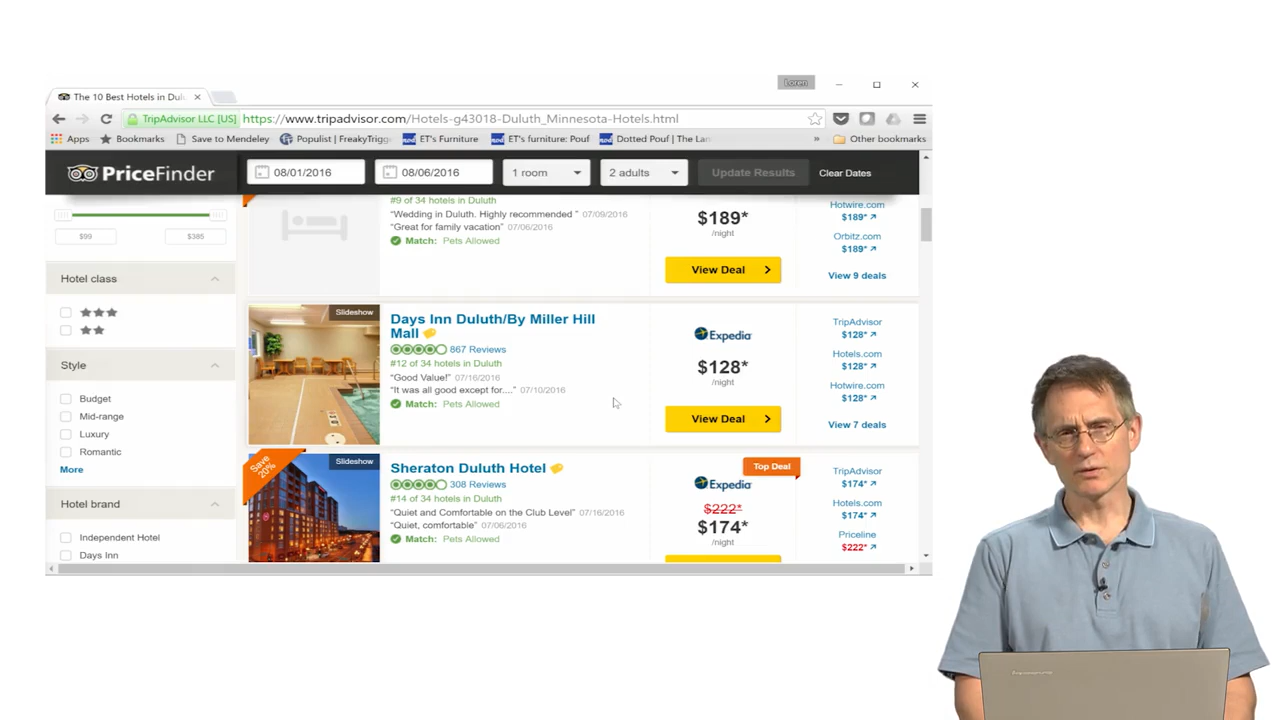 Loren
The 10 Best Hotels in Dul
TripAdvisor LLC [US]
https://www.tripadvisor.com/Hotels-g43018-Duluth_Minnesota-Hotels.html
Apps
Bookmarks
Save to Mendeley
Populist | FreakyTrigg
ET's Furniture
ET's furniture: Pouf
Dotted Pouf | The Lan
»
Other bookmarks
PriceFinder
08/01/2016
08/06/2016
1 room
2 adults
Update Results
Clear Dates
$99
$385
Hotel class
Style
Budget
Mid-range
Luxury
Romantic
More
Hotel brand
Independent Hotel
Days Inn
#9 of 34 hotels in Duluth
“Wedding in Duluth. Highly recommended ” 07/09/2016
“Great for family vacation” 07/06/2016
Match: Pets Allowed
$189*
/night
View Deal
Hotwire.com
$189*
Orbitz.com
$189*
View 9 deals
Slideshow
Days Inn Duluth/By Miller Hill
Mall
867 Reviews
#12 of 34 hotels in Duluth
“Good Value!” 07/16/2016
“It was all good except for....” 07/10/2016
Match: Pets Allowed
Expedia
$128*
/night
View Deal
TripAdvisor
$128*
Hotels.com
$128*
Hotwire.com
$128*
View 7 deals
Save
20%
Slideshow
Sheraton Duluth Hotel
308 Reviews
#14 of 34 hotels in Duluth
“Quiet and Comfortable on the Club Level” 07/16/2016
“Quiet, comfortable” 07/06/2016
Match: Pets Allowed
Top Deal
Expedia
$222*
$174*
/night
TripAdvisor
$174*
Hotels.com
$174*
Priceline
$222*